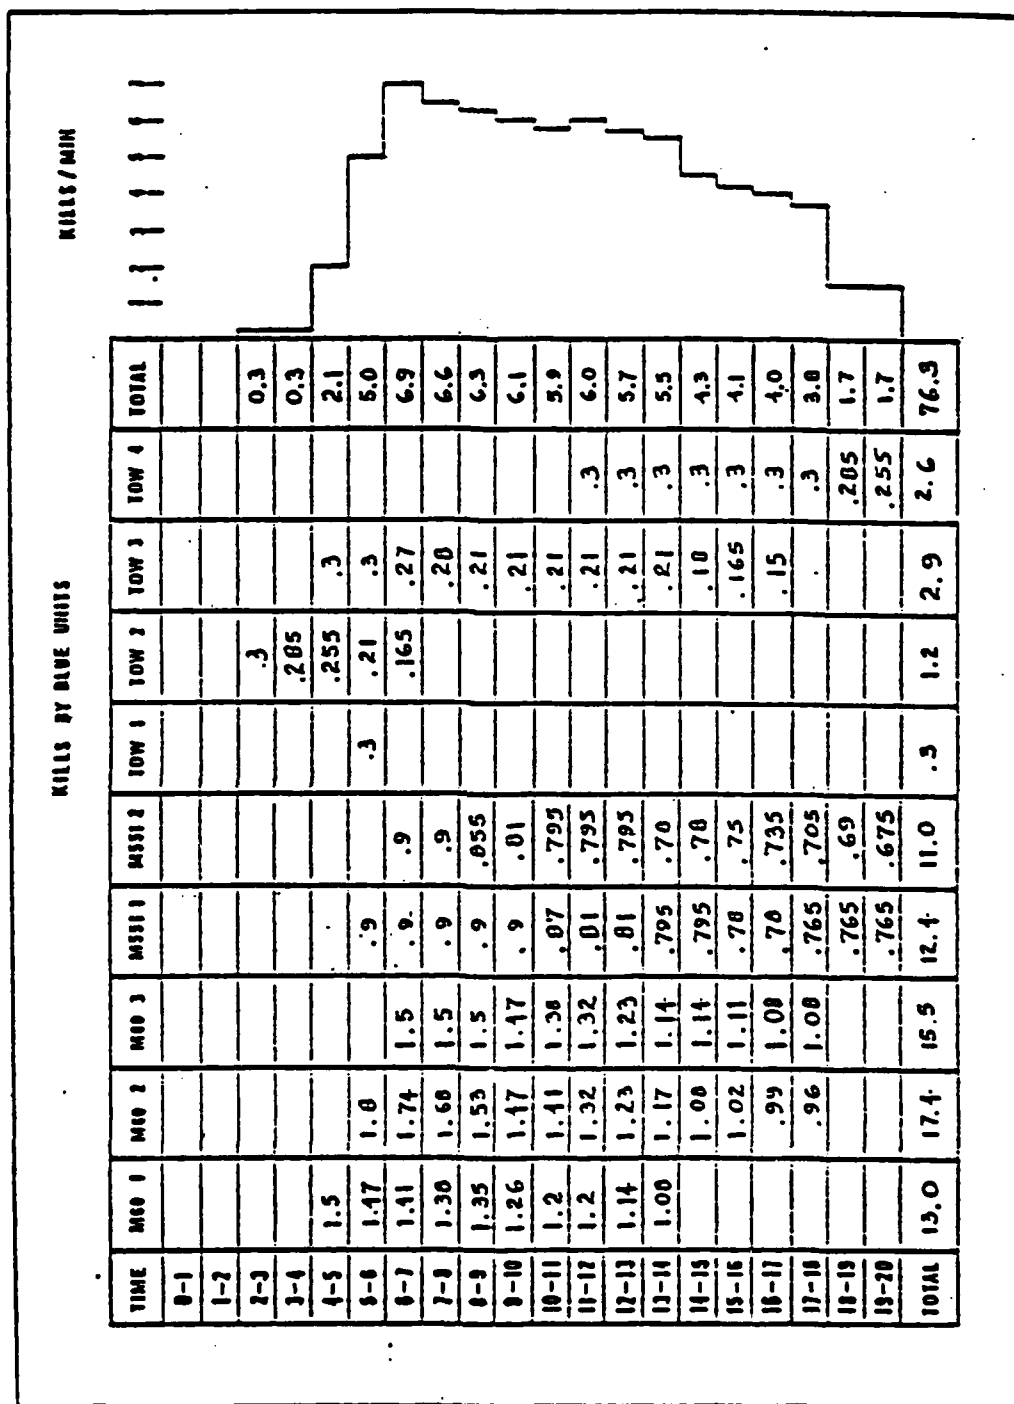 KILLS BY BLUE UNITS
KILLS/MIN
TIME M60 1 M60 2 M60 3 M551 1 M551 2 TOW 1 TOW 2 TOW 3 TOW 4 TOTAL 1 2 3 4 5 6 7
0-1
1-2
2-3 .3 0.3
3-4 .285 0.3
4-5 1.5 .255 .3 2.1
5-6 1.47 1.8 .9 .3 .21 .3 5.0
6-7 1.41 1.74 1.5 .9 .9 .165 .27 6.9
7-8 1.38 1.68 1.5 .9 .9 6.6
8-9 1.35 1.53 1.5 .9 .855 .21 6.3
9-10 1.26 1.47 1.47 .9 .81 .21 6.1
10-11 1.2 1.41 1.38 .87 .795 .21 5.9
11-12 1.2 1.32 1.32 .81 .795 .21 .3 6.0
12-13 1.14 1.23 1.23 .81 .795 .21 .3 5.7
13-14 1.08 1.17 1.14 .795 .78 .21 .3 5.5
14-15 1.08 1.14 .795 .78 .18 .3 4.3
15-16 1.02 1.11 .78 .75 .165 .3 4.1
16-17 .99 1.08 .78 .735 .15 .3 4.0
17-18 .96 1.08 .765 .705 .3 3.8
18-19 .765 .69 .285 1.7
19-20 .765 .675 .255 1.7
TOTAL 13.0 17.4 15.5 12.4 11.0 .3 1.2 2.9 2.6 76.3